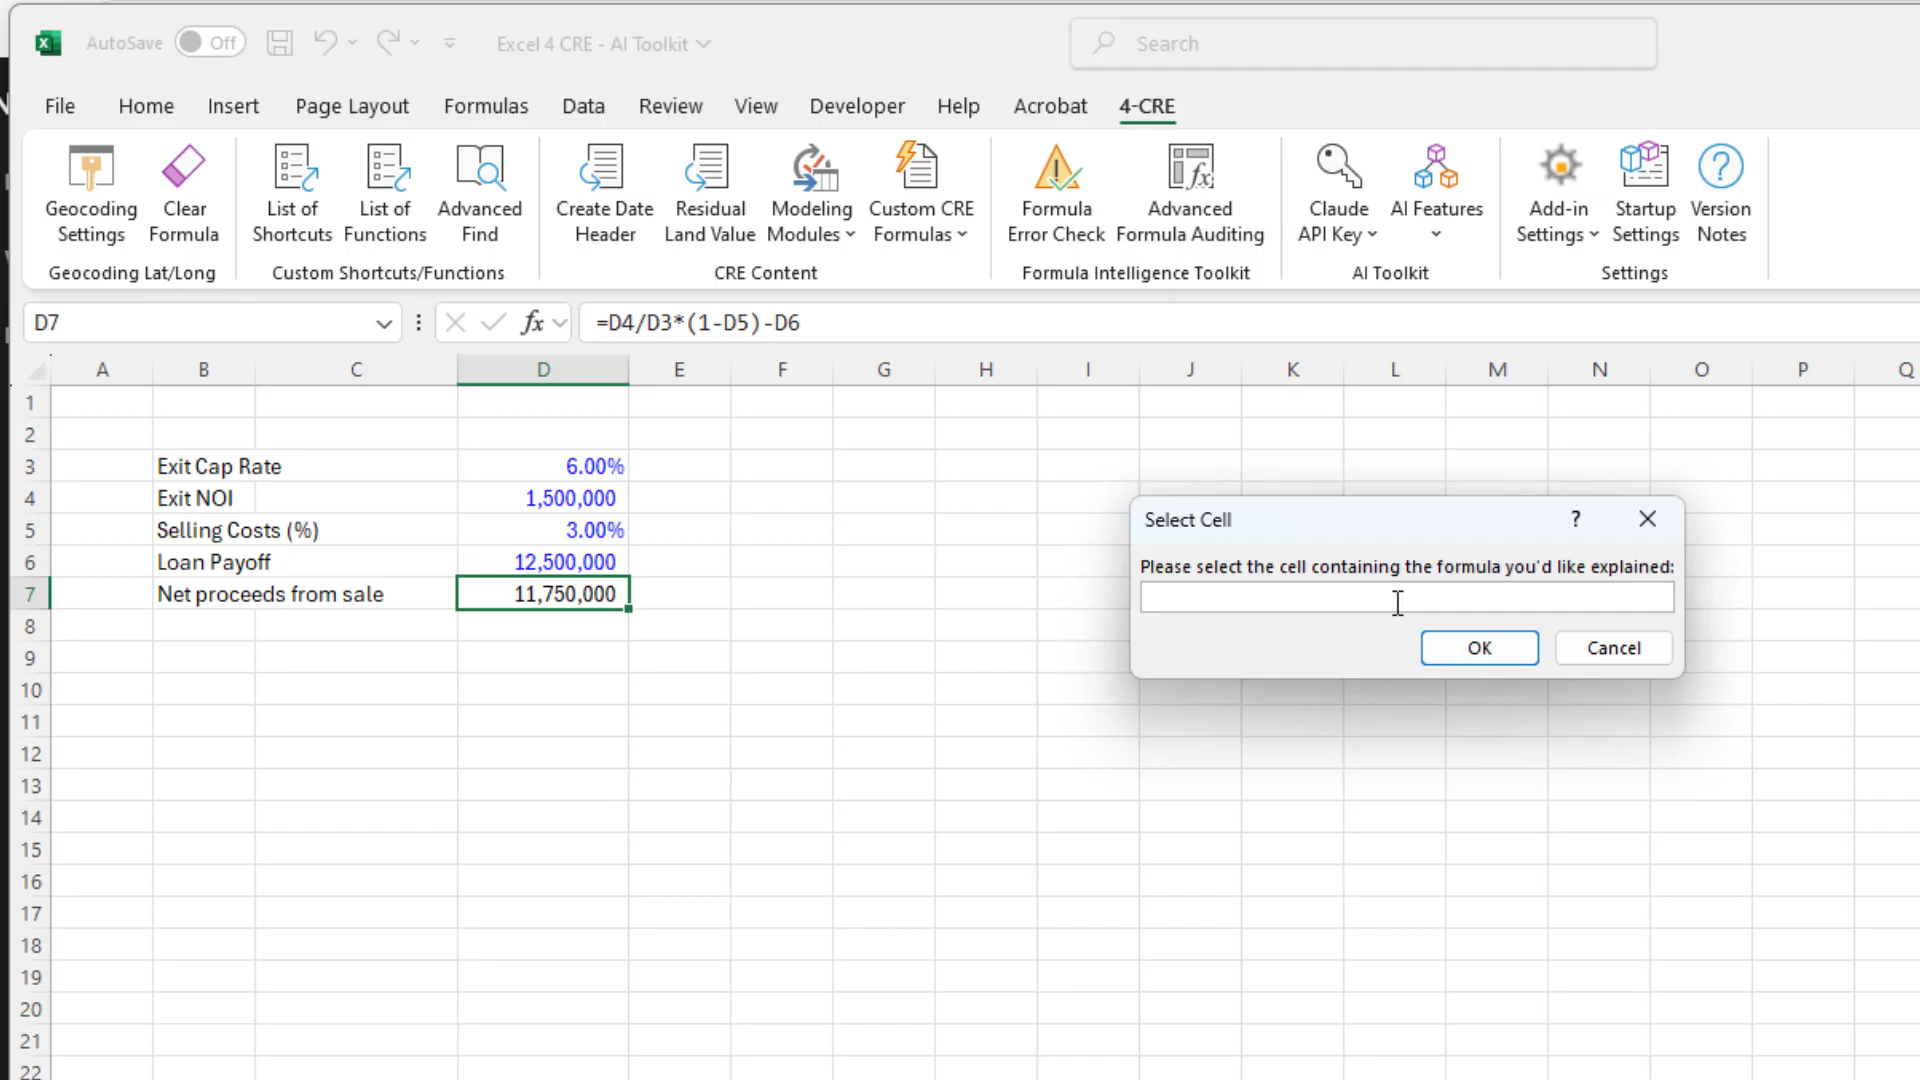 AutoSave Off Excel 4 CRE - AI Toolkit Search
File Home Insert Page Layout Formulas Data Review View Developer Help Acrobat 4-CRE
Geocoding Settings
Clear Formula
List of Shortcuts
List of Functions
Advanced Find
Create Date Header
Residual Land Value
Modeling Modules
Custom CRE Formulas
Formula Error Check
Advanced Formula Auditing
Claude API Key
AI Features
Add-in Settings
Startup Settings
Version Notes
Geocoding Lat/Long Custom Shortcuts/Functions CRE Content Formula Intelligence Toolkit AI Toolkit Settings
D7 fx =D4/D3*(1-D5)-D6
A B C D E F G H I J K L M N O P Q
1
2
3 Exit Cap Rate 6.00%
4 Exit NOI 1,500,000
5 Selling Costs (%) 3.00%
6 Loan Payoff 12,500,000
7 Net proceeds from sale 11,750,000
8
9
10
11
12
13
14
15
16
17
18
19
20
21
22
Select Cell ?
Please select the cell containing the formula you'd like explained:
OK Cancel